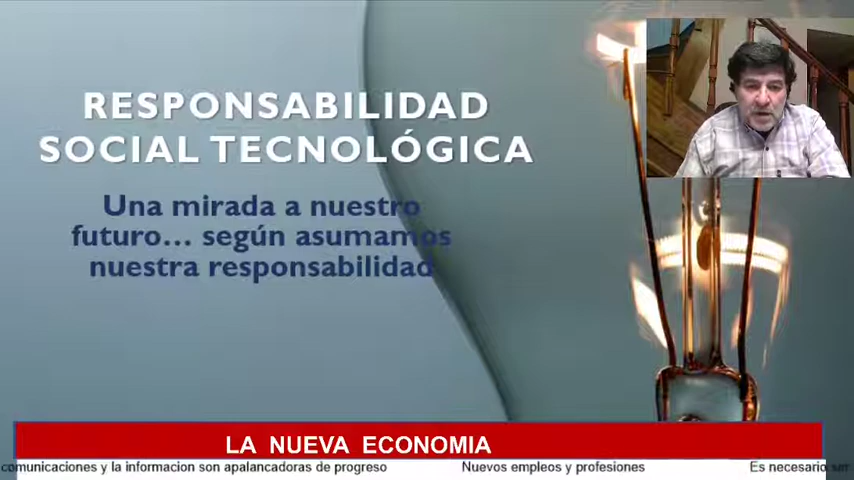 RESPONSABILIDAD
SOCIAL TECNOLÓGICA
Una mirada a nuestro
futuro... según asumamos
nuestra responsabilidad
LA NUEVA ECONOMIA
comunicaciones y la informacion son apalancadoras de progreso Nuevos empleos y profesiones Es necesario ser